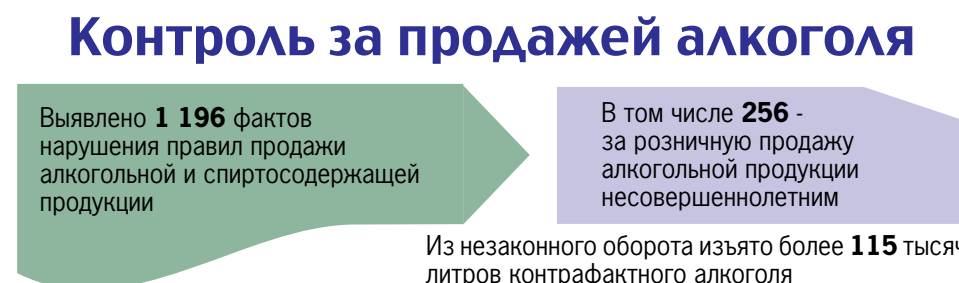 Контроль за продажей алкоголя
Выявлено 1 196 фактов
нарушения правил продажи
алкогольной и спиртосодержащей
продукции
В том числе 256 -
за розничную продажу
алкогольной продукции
несовершеннолетним
Из незаконного оборота изъято более 115 тысяч
литров контрафактного алкоголя